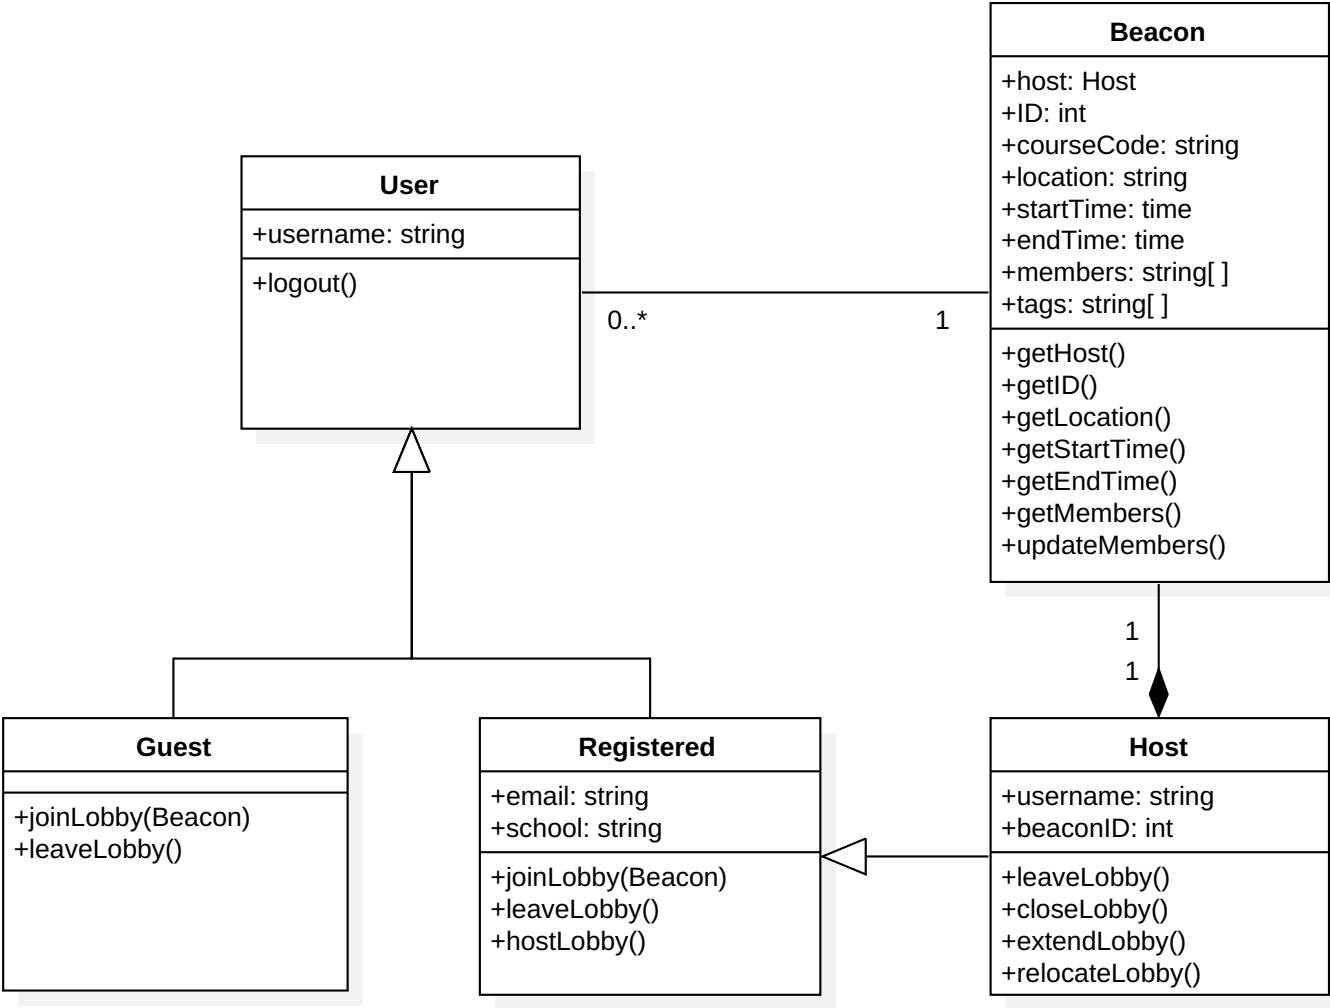 Beacon
+host: Host
+ID: int
+courseCode: string
+location: string
+startTime: time
+endTime: time
+members: string[ ]
+tags: string[ ]
+getHost()
+getID()
+getLocation()
+getStartTime()
+getEndTime()
+getMembers()
+updateMembers()
User
+username: string
+logout()
0..*
1
1
1
Guest
+joinLobby(Beacon)
+leaveLobby()
Registered
+email: string
+school: string
+joinLobby(Beacon)
+leaveLobby()
+hostLobby()
Host
+username: string
+beaconID: int
+leaveLobby()
+closeLobby()
+extendLobby()
+relocateLobby()